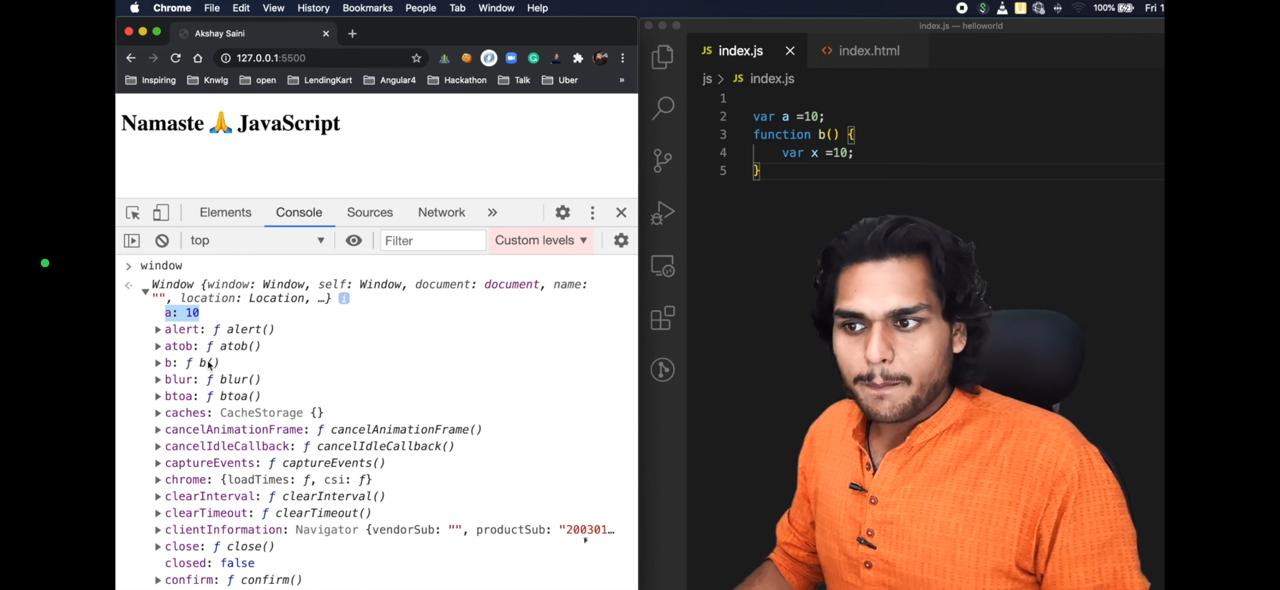 Chrome File Edit View History Bookmarks People Tab Window Help
100% Fri 1
Akshay Saini
127.0.0.1:5500
Inspiring Knwlg open LendingKart Angular4 Hackathon Talk Uber »
Namaste 🙏 JavaScript
Elements Console Sources Network »
top Filter Custom levels
> window
Window {window: Window, self: Window, document: document, name:
"", location: Location, …}
a: 10
alert: ƒ alert()
atob: ƒ atob()
b: ƒ b()
blur: ƒ blur()
btoa: ƒ btoa()
caches: CacheStorage {}
cancelAnimationFrame: ƒ cancelAnimationFrame()
cancelIdleCallback: ƒ cancelIdleCallback()
captureEvents: ƒ captureEvents()
chrome: {loadTimes: ƒ, csi: ƒ}
clearInterval: ƒ clearInterval()
clearTimeout: ƒ clearTimeout()
clientInformation: Navigator {vendorSub: "", productSub: "200301…
close: ƒ close()
closed: false
confirm: ƒ confirm()
index.js — helloworld
JS index.js <> index.html
js > JS index.js
1
2 var a =10;
3 function b() {
4 var x =10;
5 }